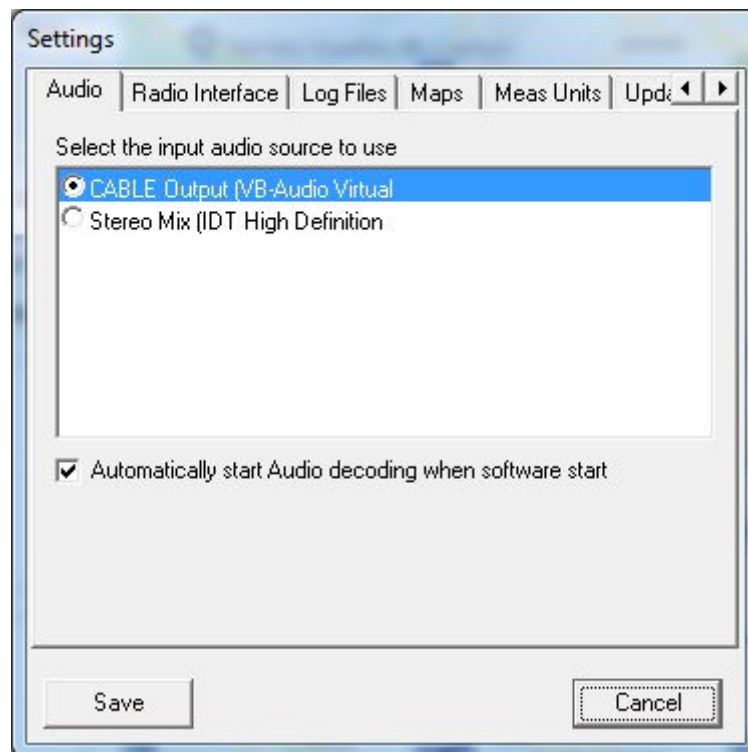 Settings
Audio Radio Interface Log Files Maps Meas Units Upda
Select the input audio source to use
CABLE Output (VB-Audio Virtual
Stereo Mix (IDT High Definition
Automatically start Audio decoding when software start
Save Cancel